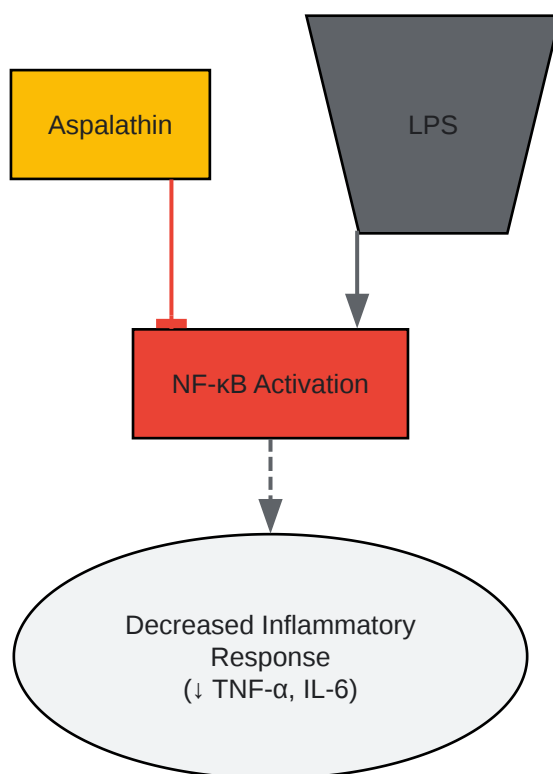 Aspalathin
LPS
NF-κB Activation
Decreased Inflammatory
Response
(↓ TNF-α, IL-6)